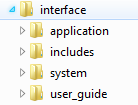 interface
application
includes
system
user_guide